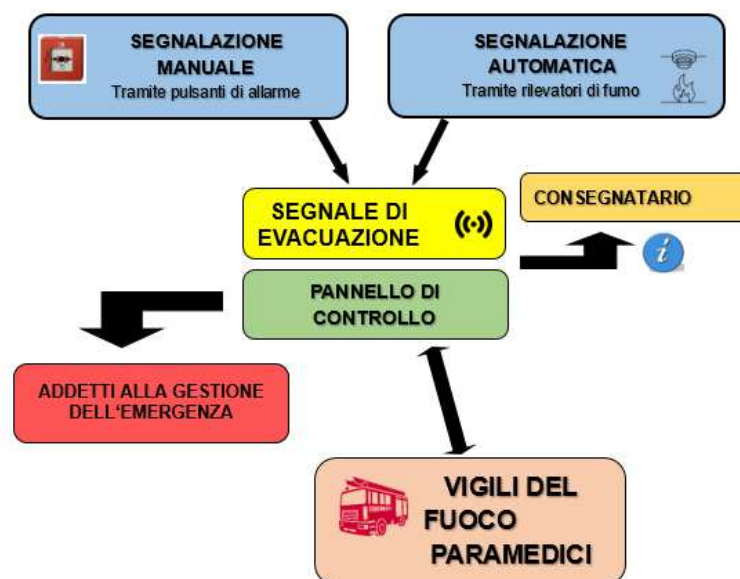 SEGNALAZIONE
MANUALE
Tramite pulsanti di allarme
SEGNALAZIONE
AUTOMATICA
Tramite rilevatori di fumo
SEGNALE DI
EVACUAZIONE
CONSEGNATARIO
i
PANNELLO DI
CONTROLLO
ADDETTI ALLA GESTIONE
DELL'EMERGENZA
VIGILI DEL
FUOCO
PARAMEDICI